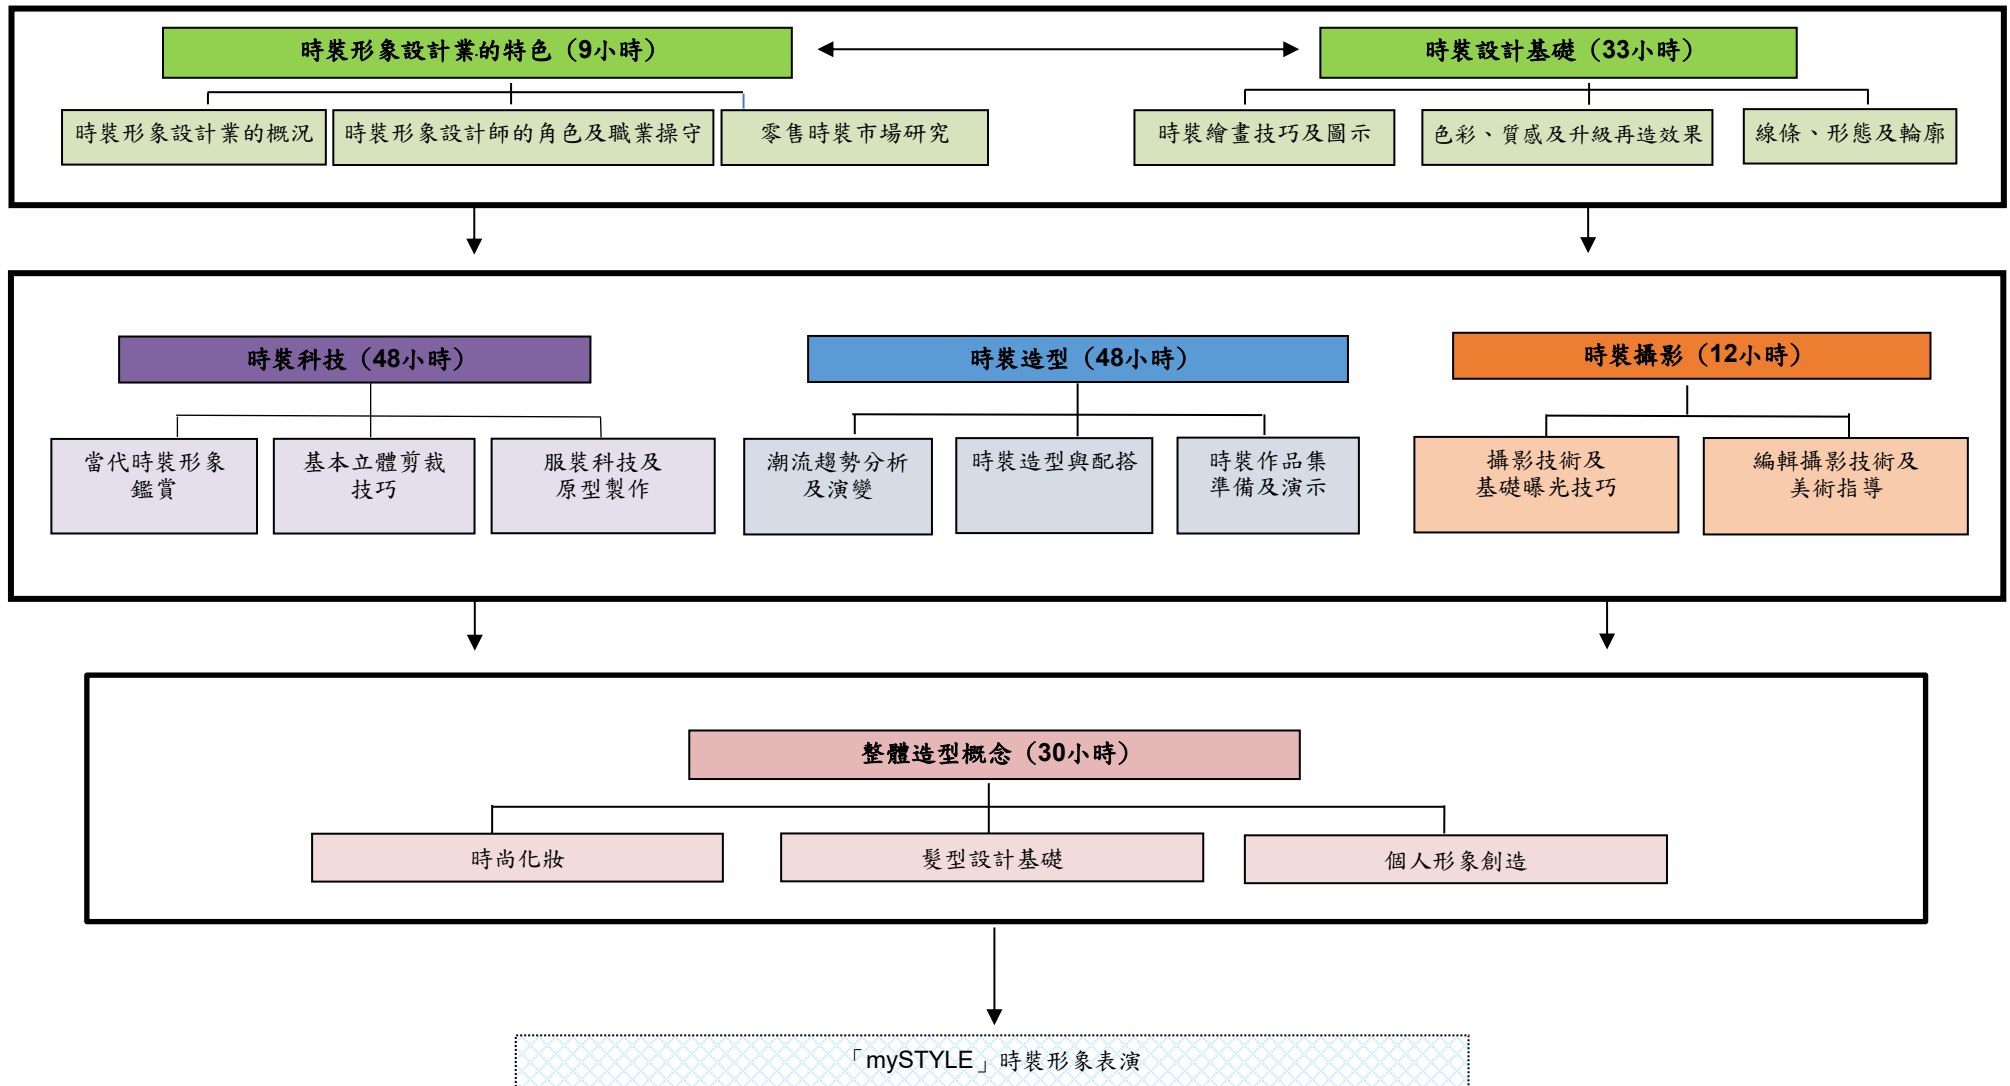 時裝形象設計業的特色（9小時）
時裝設計基礎（33小時）
時裝形象設計業的概況
時裝形象設計師的角色及職業操守
零售時裝市場研究
時裝繪畫技巧及圖示
色彩、質感及升級再造效果
線條、形態及輪廓
時裝科技（48小時）
時裝造型（48小時）
時裝攝影（12小時）
當代時裝形象
鑑賞
基本立體剪裁
技巧
服裝科技及
原型製作
潮流趨勢分析
及演變
時裝造型與配搭
時裝作品集
準備及演示
攝影技術及
基礎曝光技巧
編輯攝影技術及
美術指導
整體造型概念（30小時）
時尚化妝
髮型設計基礎
個人形象創造
「mySTYLE」時裝形象表演